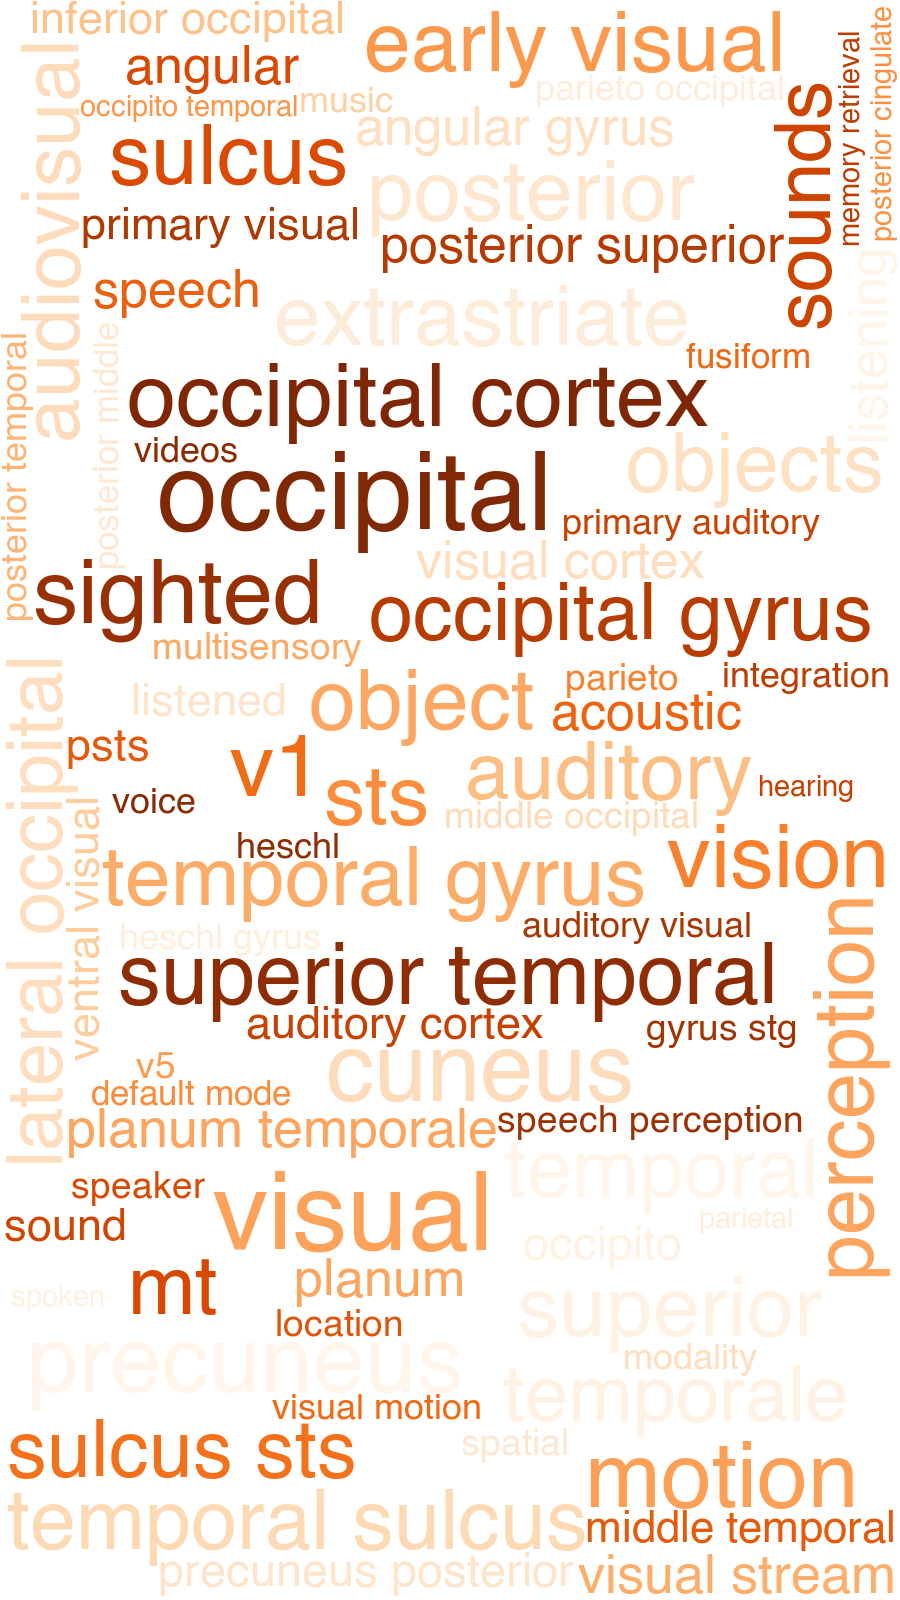 inferior occipital
early visual
angular
parieto occipital
occipito temporal
music
angular gyrus
sulcus
audiovisual
sounds
memory retrieval
posterior cingulate
posterior
primary visual
posterior superior
speech
extrastriate
listening
posterior temporal
posterior middle
fusiform
occipital cortex
videos
objects
occipital
primary auditory
visual cortex
sighted
occipital gyrus
multisensory
parieto
integration
listened
object
acoustic
lateral occipital
psts
v1
sts
auditory
hearing
voice
middle occipital
ventral visual
heschl
vision
temporal gyrus
auditory visual
heschl gyrus
perception
superior temporal
auditory cortex
gyrus stg
v5
cuneus
default mode
planum temporale
speech perception
temporal
speaker
visual
sound
parietal
occipito
mt
planum
spoken
superior
location
precuneus
modality
temporale
visual motion
sulcus sts
spatial
motion
temporal sulcus
middle temporal
precuneus posterior
visual stream